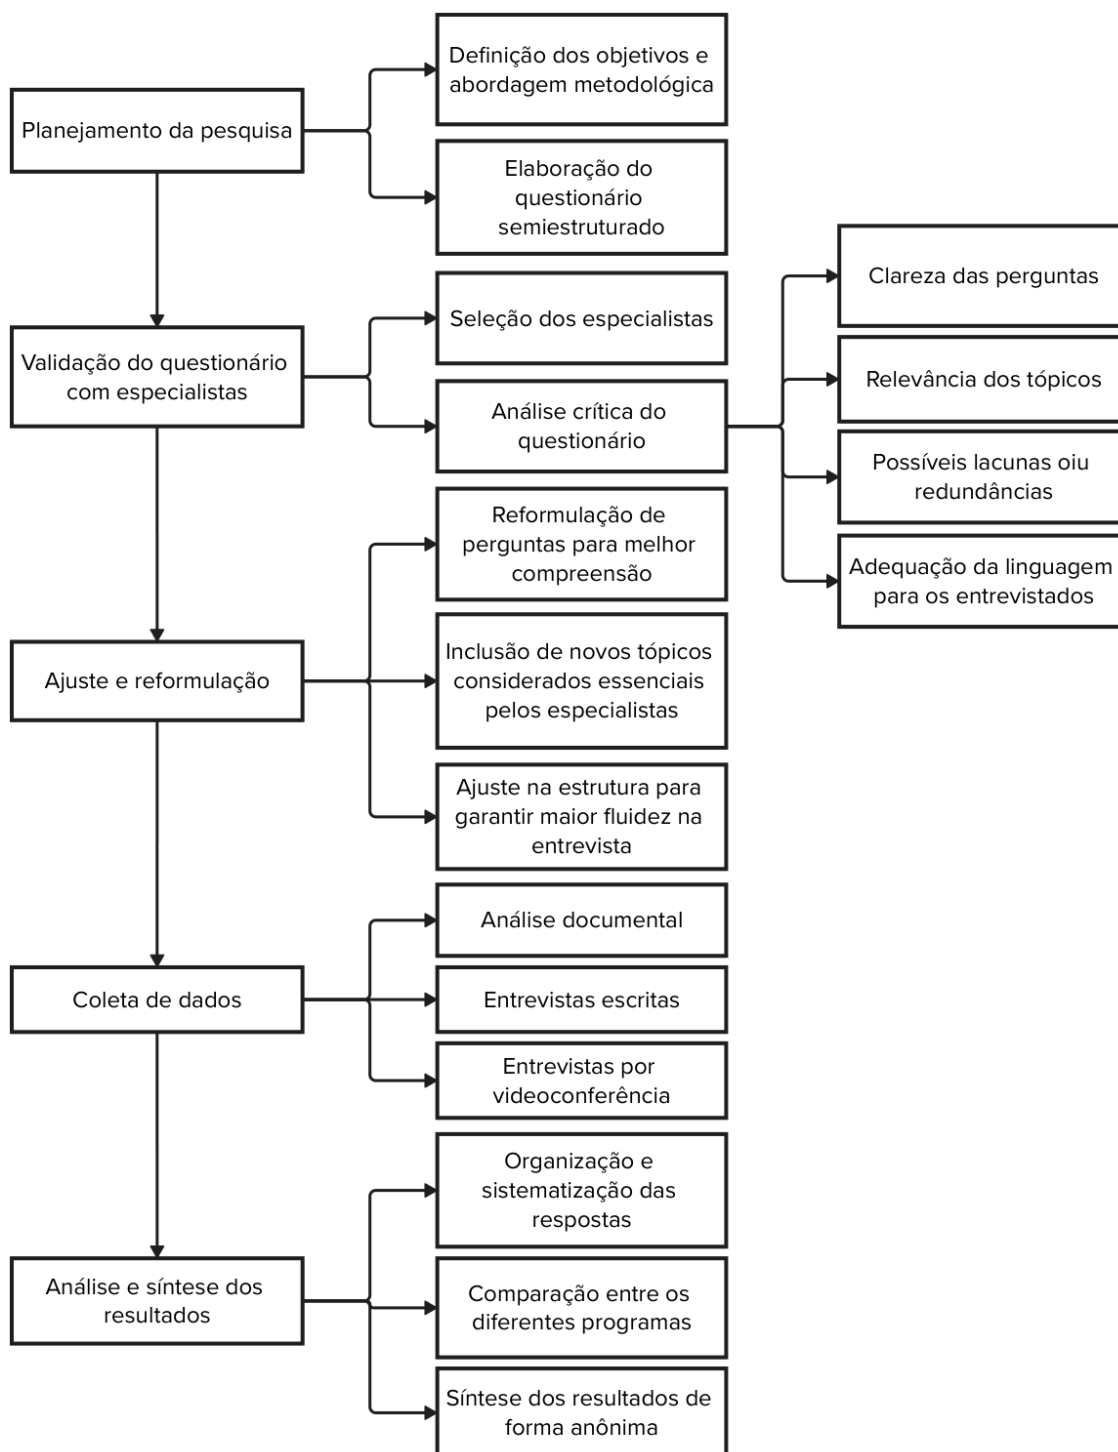 Planejamento da pesquisa
Definição dos objetivos e
abordagem metodológica
Elaboração do
questionário
semiestruturado
Validação do questionário
com especialistas
Seleção dos especialistas
Análise crítica do
questionário
Clareza das perguntas
Relevância dos tópicos
Possíveis lacunas oiu
redundâncias
Adequação da linguagem
para os entrevistados
Ajuste e reformulação
Reformulação de
perguntas para melhor
compreensão
Inclusão de novos tópicos
considerados essenciais
pelos especialistas
Ajuste na estrutura para
garantir maior fluidez na
entrevista
Coleta de dados
Análise documental
Entrevistas escritas
Entrevistas por
videoconferência
Análise e síntese dos
resultados
Organização e
sistematização das
respostas
Comparação entre os
diferentes programas
Síntese dos resultados de
forma anônima